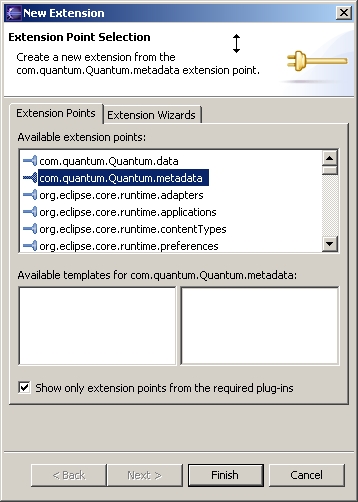 New Extension
Extension Point Selection
Create a new extension from the
com.quantum.Quantum.metadata extension point.
Extension Points
Extension Wizards
Available extension points:
com.quantum.Quantum.data
com.quantum.Quantum.metadata
org.eclipse.core.runtime.adapters
org.eclipse.core.runtime.applications
org.eclipse.core.runtime.contentTypes
org.eclipse.core.runtime.preferences
Available templates for com.quantum.Quantum.metadata:
Show only extension points from the required plug-ins
< Back
Next >
Finish
Cancel